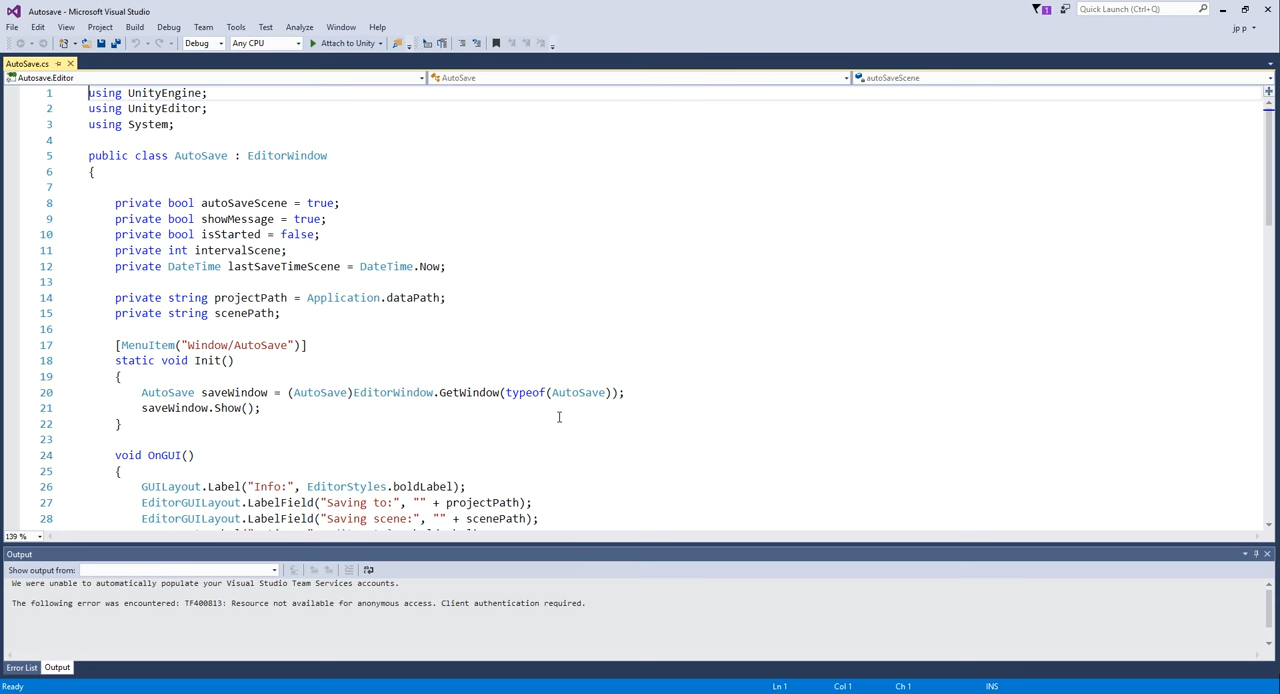 Autosave - Microsoft Visual Studio
1
Quick Launch (Ctrl+Q)
File Edit View Project Build Debug Team Tools Test Analyze Window Help
jp p
Debug Any CPU Attach to Unity
AutoSave.cs
Autosave.Editor AutoSave autoSaveScene
1 using UnityEngine;
2 using UnityEditor;
3 using System;
4
5 public class AutoSave : EditorWindow
6 {
7
8 private bool autoSaveScene = true;
9 private bool showMessage = true;
10 private bool isStarted = false;
11 private int intervalScene;
12 private DateTime lastSaveTimeScene = DateTime.Now;
13
14 private string projectPath = Application.dataPath;
15 private string scenePath;
16
17 [MenuItem("Window/AutoSave")]
18 static void Init()
19 {
20 AutoSave saveWindow = (AutoSave)EditorWindow.GetWindow(typeof(AutoSave));
21 saveWindow.Show();
22 }
23
24 void OnGUI()
25 {
26 GUILayout.Label("Info:", EditorStyles.boldLabel);
27 EditorGUILayout.LabelField("Saving to:", "" + projectPath);
28 EditorGUILayout.LabelField("Saving scene:", "" + scenePath);
139 %
Output
Show output from:
We were unable to automatically populate your Visual Studio Team Services accounts.
The following error was encountered: TF400813: Resource not available for anonymous access. Client authentication required.
Error List Output
Ready Ln 1 Col 1 Ch 1 INS